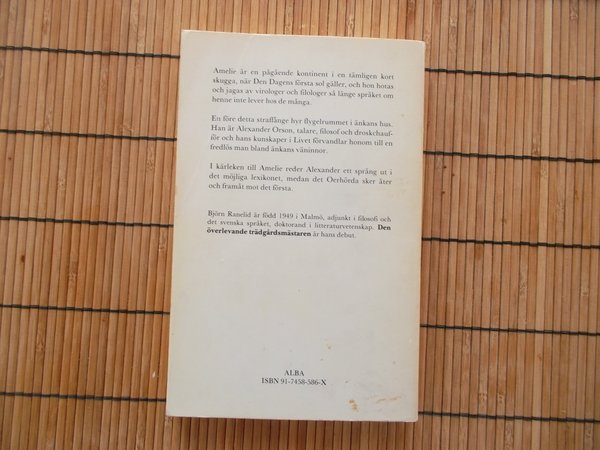 Amelie är en pågående kontinent i en tämligen kort
skugga, när Den Dagens första sol gäller, och hon hotas
och jagas av virologer och filologer så länge språket om
henne inte lever hos de många.
En före detta straffånge hyr flygelrummet i änkans hus.
Han är Alexander Orson, talare, filosof och droskchauf-
för och hans kunskaper i Livet förvandlar honom till en
fredlös man bland änkans väninnor.
I kärleken till Amelie reder Alexander ett språng ut i
det möjliga lexikonet, medan det Oerhörda sker åter
och framåt mot det första.
Björn Ranelid är född 1949 i Malmö, adjunkt i filosofi och
det svenska språket, doktorand i litteraturvetenskap. Den
överlevande trädgårdsmästaren är hans debut.
ALBA
ISBN 91-7458-586-X